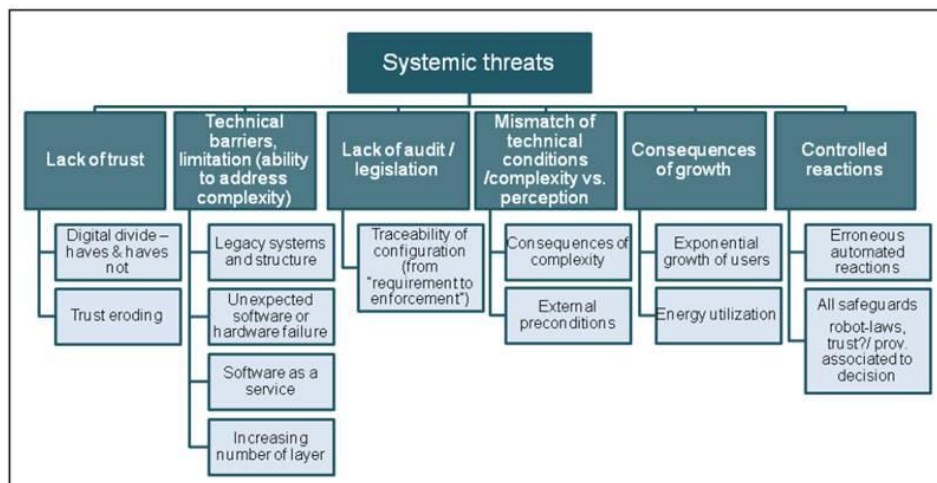 Systemic threats
Lack of trust
Digital divide –
haves & haves
not
Trust eroding
Technical
barriers,
limitation (ability
to address
complexity)
Legacy systems
and structure
Unexpected
software or
hardware failure
Software as a
service
Increasing
number of layer
Lack of audit /
legislation
Traceability of
configuration
(from
"requirement to
enforcement")
Mismatch of
technical
conditions
/complexity vs.
perception
Consequences of
complexity
External
preconditions
Consequences
of growth
Exponential
growth of users
Energy utilization
Controlled
reactions
Erroneous
automated
reactions
All safeguards
robot-laws,
trust?/ prov.
associated to
decision